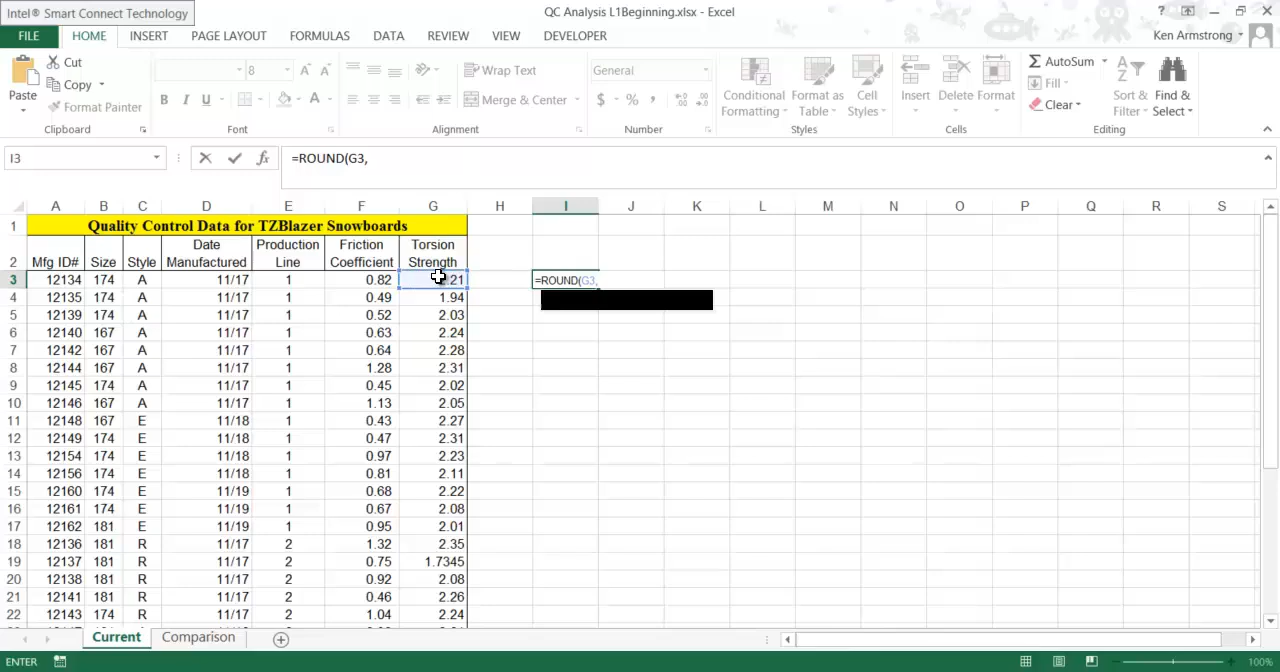 Intel® Smart Connect Technology
QC Analysis L1Beginning.xlsx - Excel
?
FILE HOME INSERT PAGE LAYOUT FORMULAS DATA REVIEW VIEW DEVELOPER Ken Armstrong
Paste Cut Copy Format Painter Clipboard
8 A A B I U A Font
Wrap Text Merge & Center Alignment
General $ % , Number
Conditional Formatting Format as Table Cell Styles Styles
Insert Delete Format Cells
AutoSum Fill Clear Sort & Filter Find & Select Editing
I3 fx =ROUND(G3,
A B C D E F G H I J K L M N O P Q R S
1 Quality Control Data for TZBlazer Snowboards
Date Production Friction Torsion
2 Mfg ID# Size Style Manufactured Line Coefficient Strength
3 12134 174 A 11/17 1 0.82 21 =ROUND(G3,
4 12135 174 A 11/17 1 0.49 1.94
5 12139 174 A 11/17 1 0.52 2.03
6 12140 167 A 11/17 1 0.63 2.24
7 12142 167 A 11/17 1 0.64 2.28
8 12144 167 A 11/17 1 1.28 2.31
9 12145 174 A 11/17 1 0.45 2.02
10 12146 167 A 11/17 1 1.13 2.05
11 12148 167 E 11/18 1 0.43 2.27
12 12149 174 E 11/18 1 0.47 2.31
13 12154 174 E 11/18 1 0.97 2.23
14 12156 174 E 11/18 1 0.81 2.11
15 12160 174 E 11/19 1 0.68 2.22
16 12161 174 E 11/19 1 0.67 2.08
17 12162 181 E 11/19 1 0.95 2.01
18 12136 181 R 11/17 2 1.32 2.35
19 12137 181 R 11/17 2 0.75 1.7345
20 12138 181 R 11/17 2 0.92 2.08
21 12141 181 R 11/17 2 0.46 2.26
22 12143 174 R 11/17 2 1.04 2.24
Current Comparison
ENTER 100%